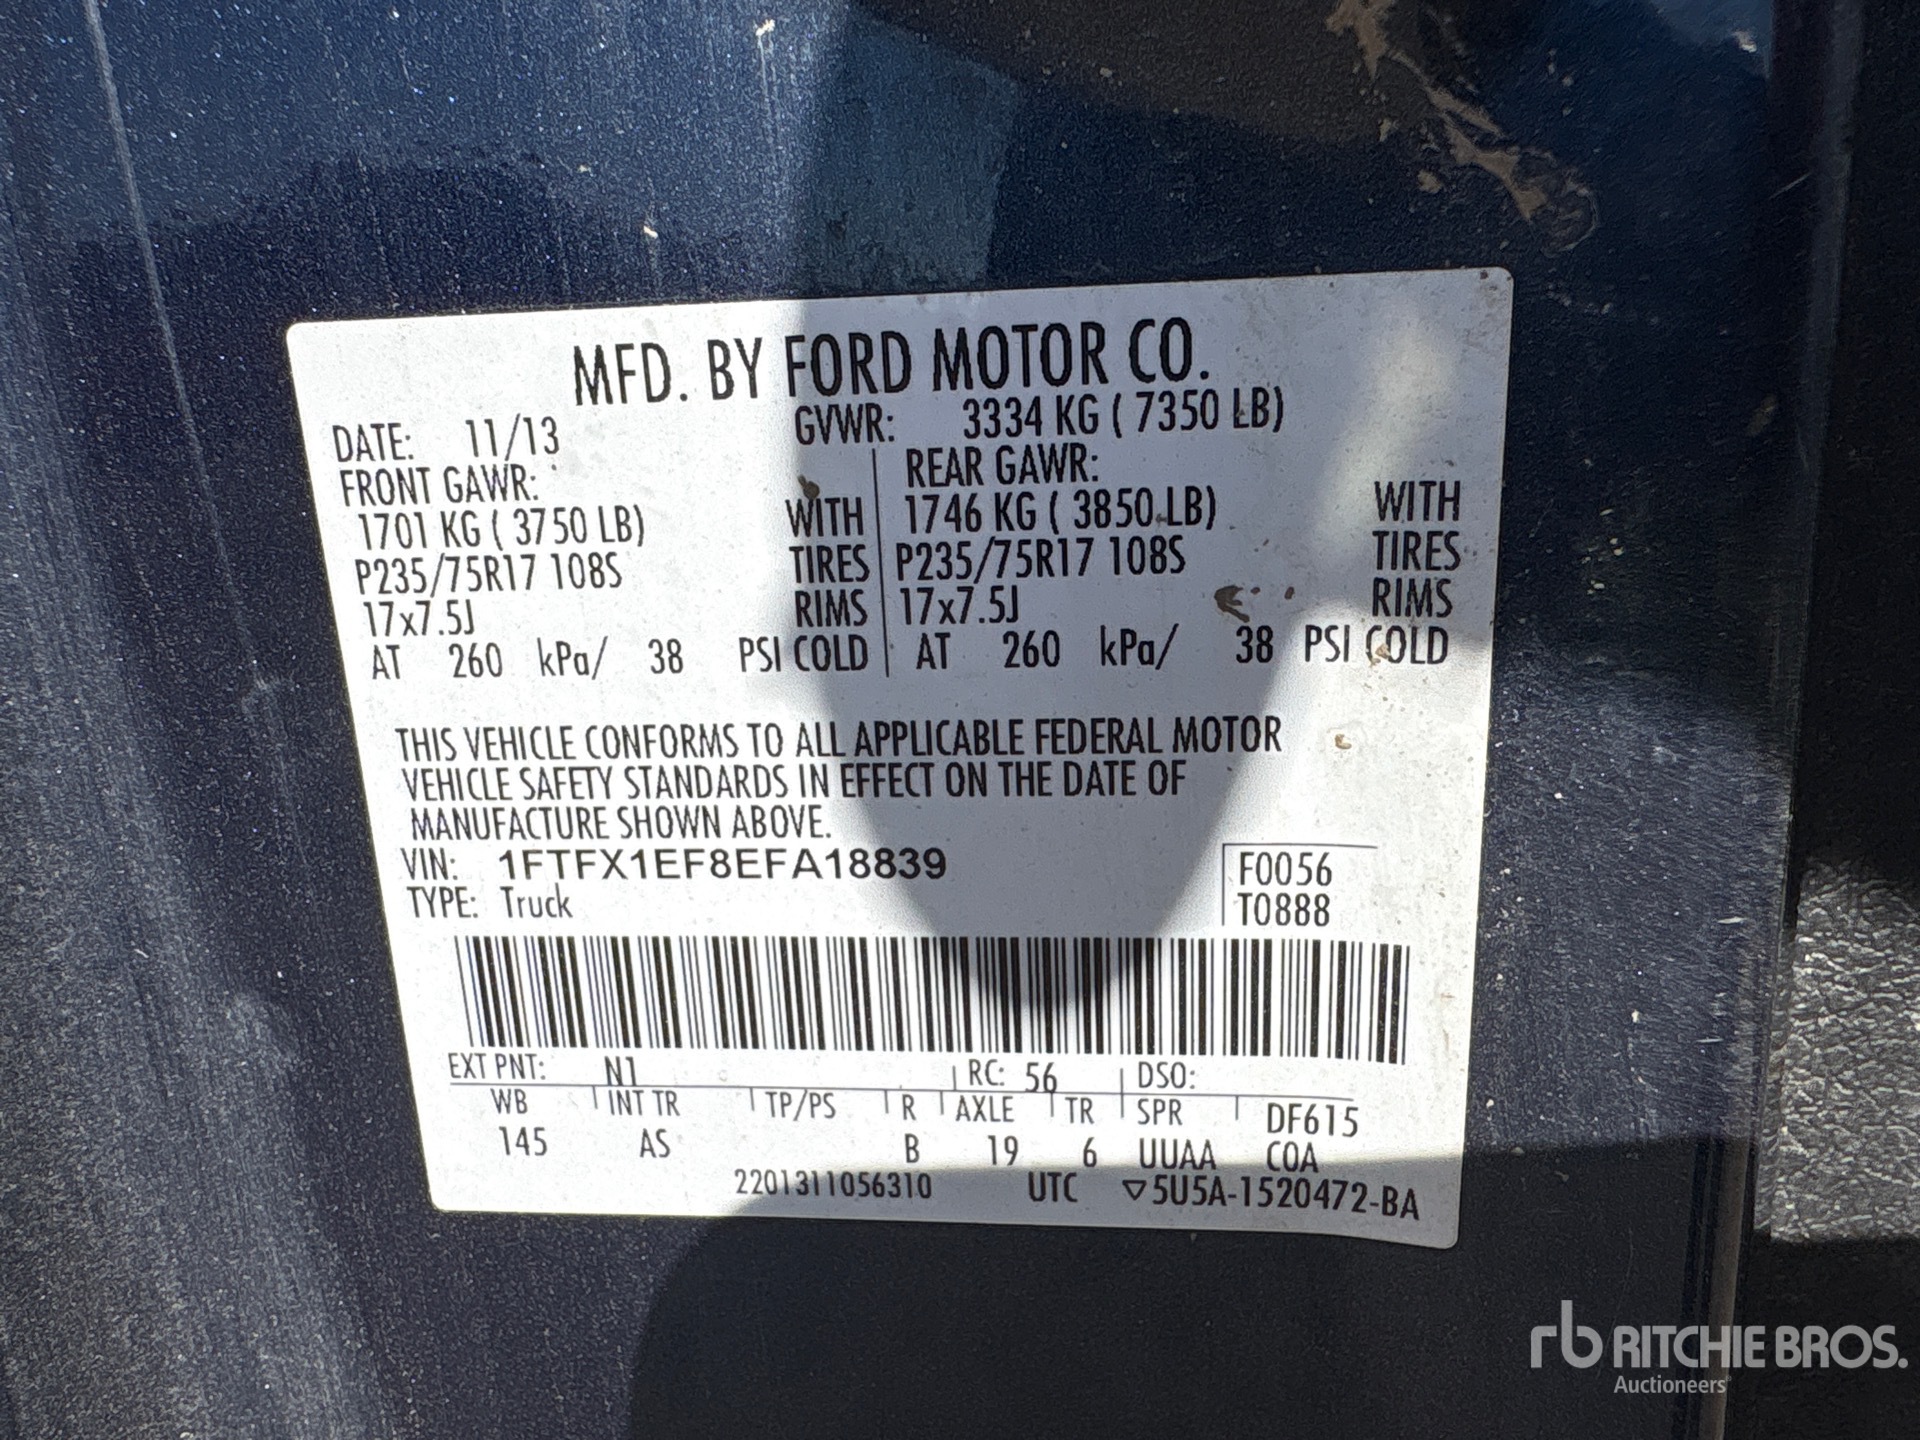 MFD. BY FORD MOTOR CO.
DATE: 11/13 GVWR: 3334 KG ( 7350 LB)
FRONT GAWR: REAR GAWR:
1701 KG ( 3750 LB) WITH 1746 KG ( 3850 LB) WITH
P235/75R17 108S TIRES P235/75R17 108S TIRES
17x7.5J RIMS 17x7.5J RIMS
AT 260 kPa/ 38 PSI COLD AT 260 kPa/ 38 PSI COLD
THIS VEHICLE CONFORMS TO ALL APPLICABLE FEDERAL MOTOR
VEHICLE SAFETY STANDARDS IN EFFECT ON THE DATE OF
MANUFACTURE SHOWN ABOVE.
VIN: 1FTFX1EF8EFA18839 F0056
TYPE: Truck T0888
EXT PNT: N1 RC: 56 DSO:
WB INT TR TP/PS R AXLE TR SPR DF615
145 AS B 19 6 UUAA COA
2201311056310 UTC ▽5U5A-1520472-BA
rb RITCHIE BROS.
Auctioneers